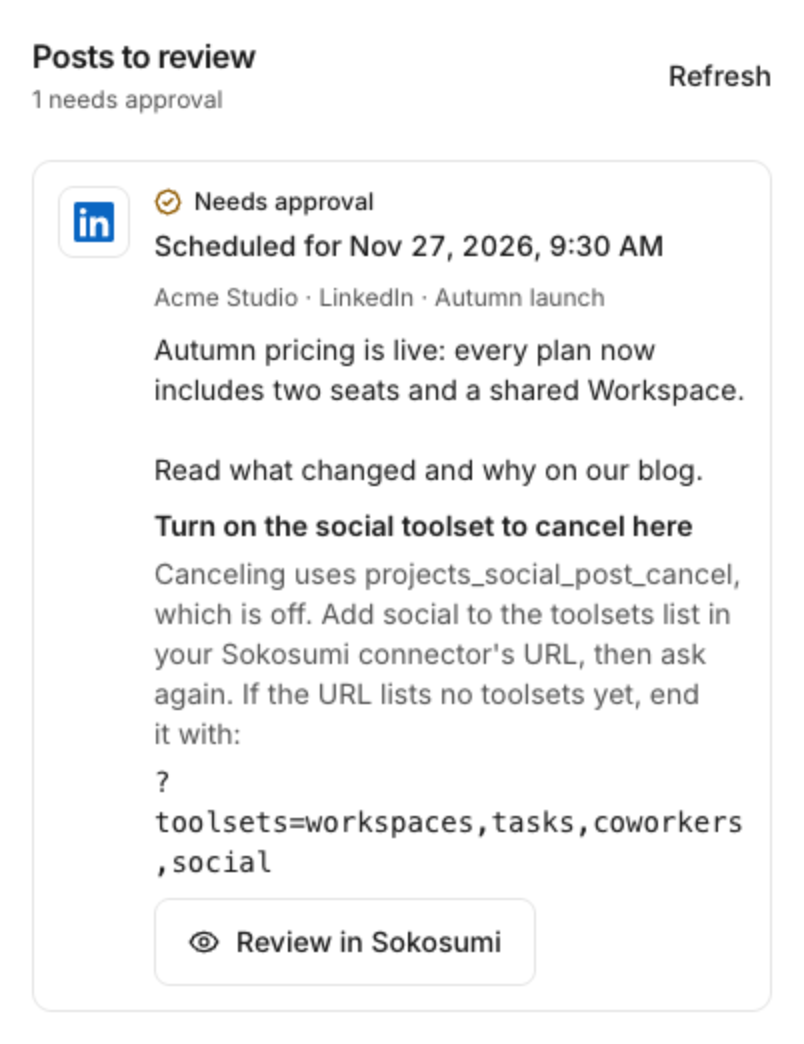 Posts to review
1 needs approval
Refresh
in
Needs approval
Scheduled for Nov 27, 2026, 9:30 AM
Acme Studio · LinkedIn · Autumn launch
Autumn pricing is live: every plan now
includes two seats and a shared Workspace.
Read what changed and why on our blog.
Turn on the social toolset to cancel here
Canceling uses projects_social_post_cancel,
which is off. Add social to the toolsets list in
your Sokosumi connector's URL, then ask
again. If the URL lists no toolsets yet, end
it with:
?
toolsets=workspaces,tasks,coworkers
,social
Review in Sokosumi